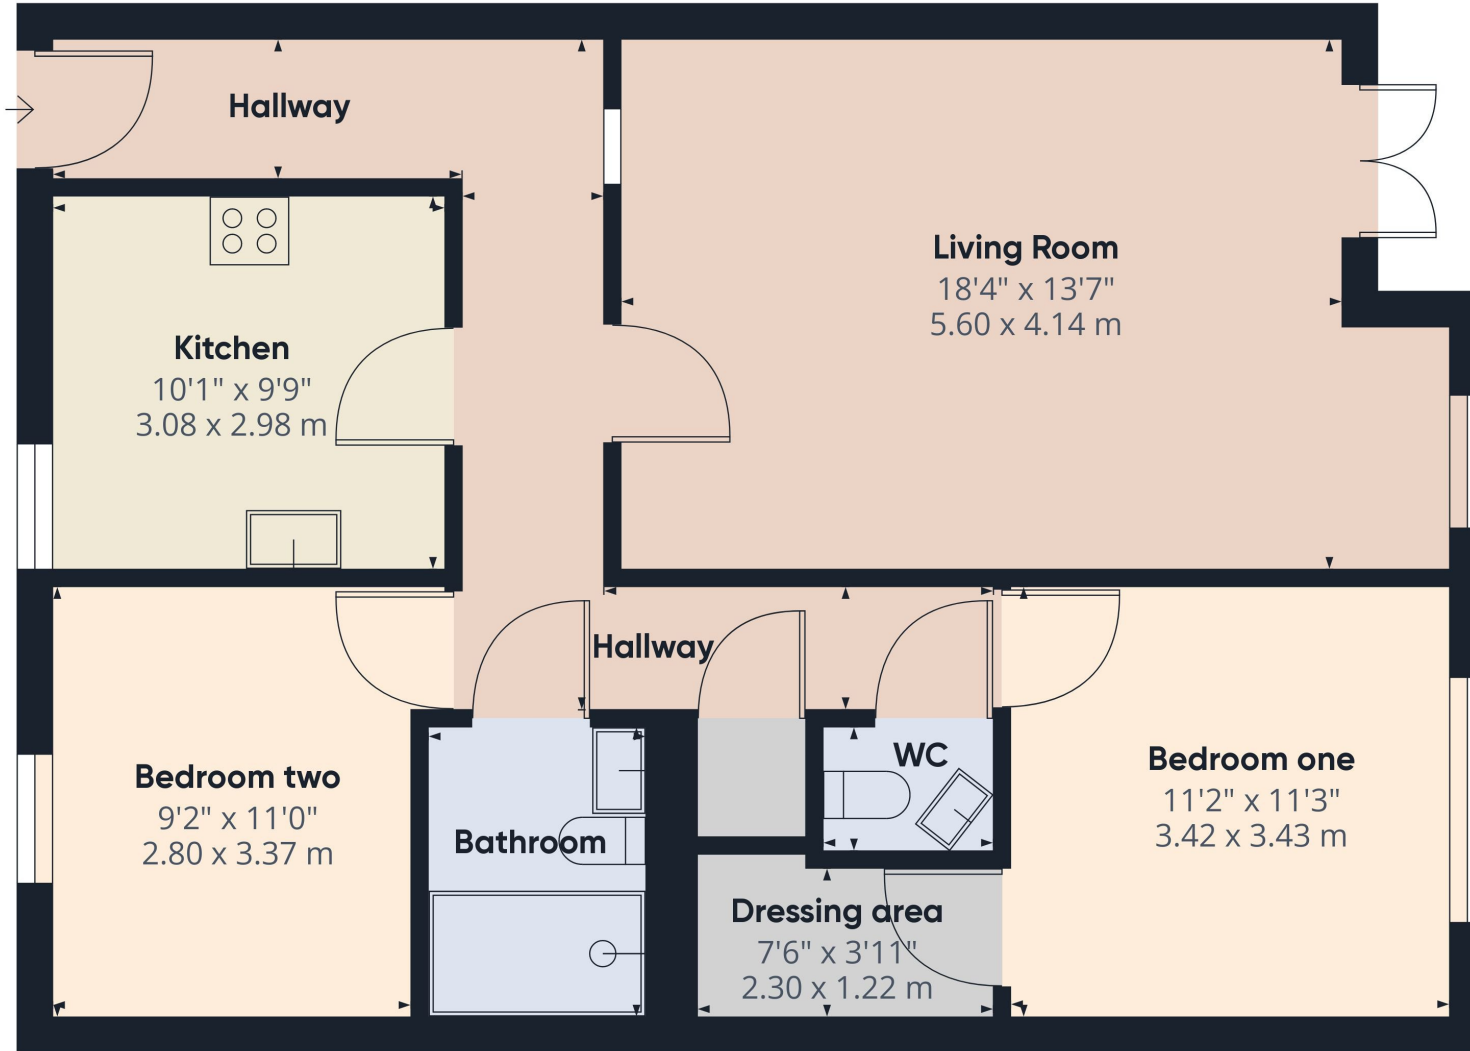 Hallway
Living Room
18'4" x 13'7"
5.60 x 4.14 m
Kitchen
10'1" x 9'9"
3.08 x 2.98 m
Hallway
Bedroom two
9'2" x 11'0"
2.80 x 3.37 m
Bathroom
WC
Bedroom one
11'2" x 11'3"
3.42 x 3.43 m
Dressing area
7'6" x 3'11"
2.30 x 1.22 m